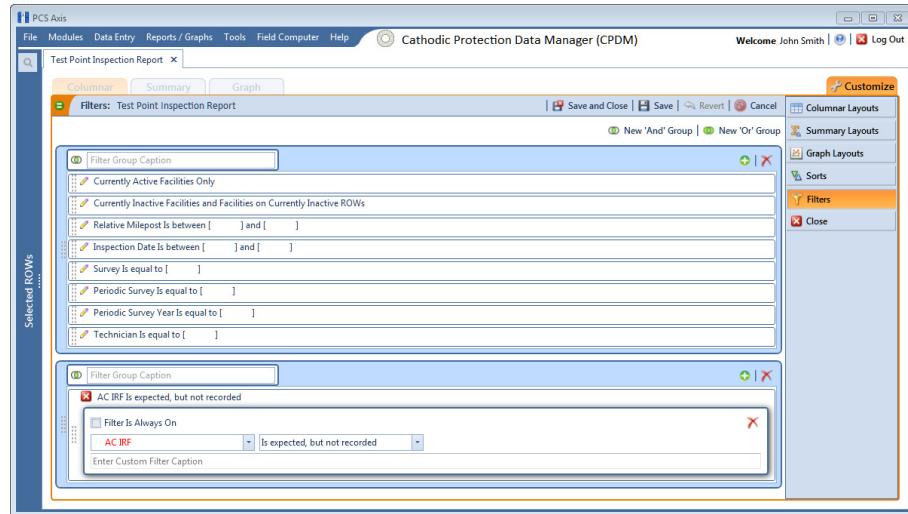 PCS Axis
File Modules Data Entry Reports / Graphs Tools Field Computer Help
Cathodic Protection Data Manager (CPDM)
Welcome John Smith | | Log Out
Test Point Inspection Report ✕
Columnar Summary Graph
Customize
Filters: Test Point Inspection Report
| Save and Close | Save | Revert | Cancel
Columnar Layouts
New 'And' Group | New 'Or' Group
Summary Layouts
Graph Layouts
Sorts
Filters
Close
Selected ROWs
Filter Group Caption
Currently Active Facilities Only
Currently Inactive Facilities and Facilities on Currently Inactive ROWs
Relative Milepost Is between [ ] and [ ]
Inspection Date Is between [ ] and [ ]
Survey Is equal to [ ]
Periodic Survey Is equal to [ ]
Periodic Survey Year Is equal to [ ]
Technician Is equal to [ ]
Filter Group Caption
AC IRF Is expected, but not recorded
Filter Is Always On
AC IRF Is expected, but not recorded
Enter Custom Filter Caption